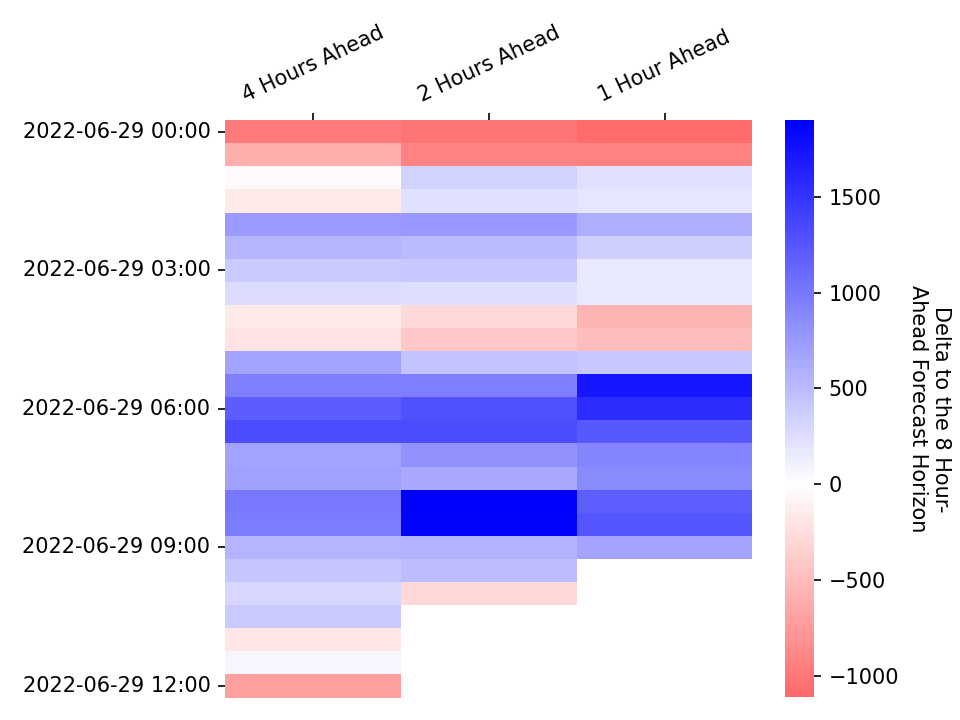 4 Hours Ahead
2 Hours Ahead
1 Hour Ahead
2022-06-29 00:00
2022-06-29 03:00
2022-06-29 06:00
2022-06-29 09:00
2022-06-29 12:00
1500
1000
500
0
−500
−1000
Delta to the 8 Hour-
Ahead Forecast Horizon